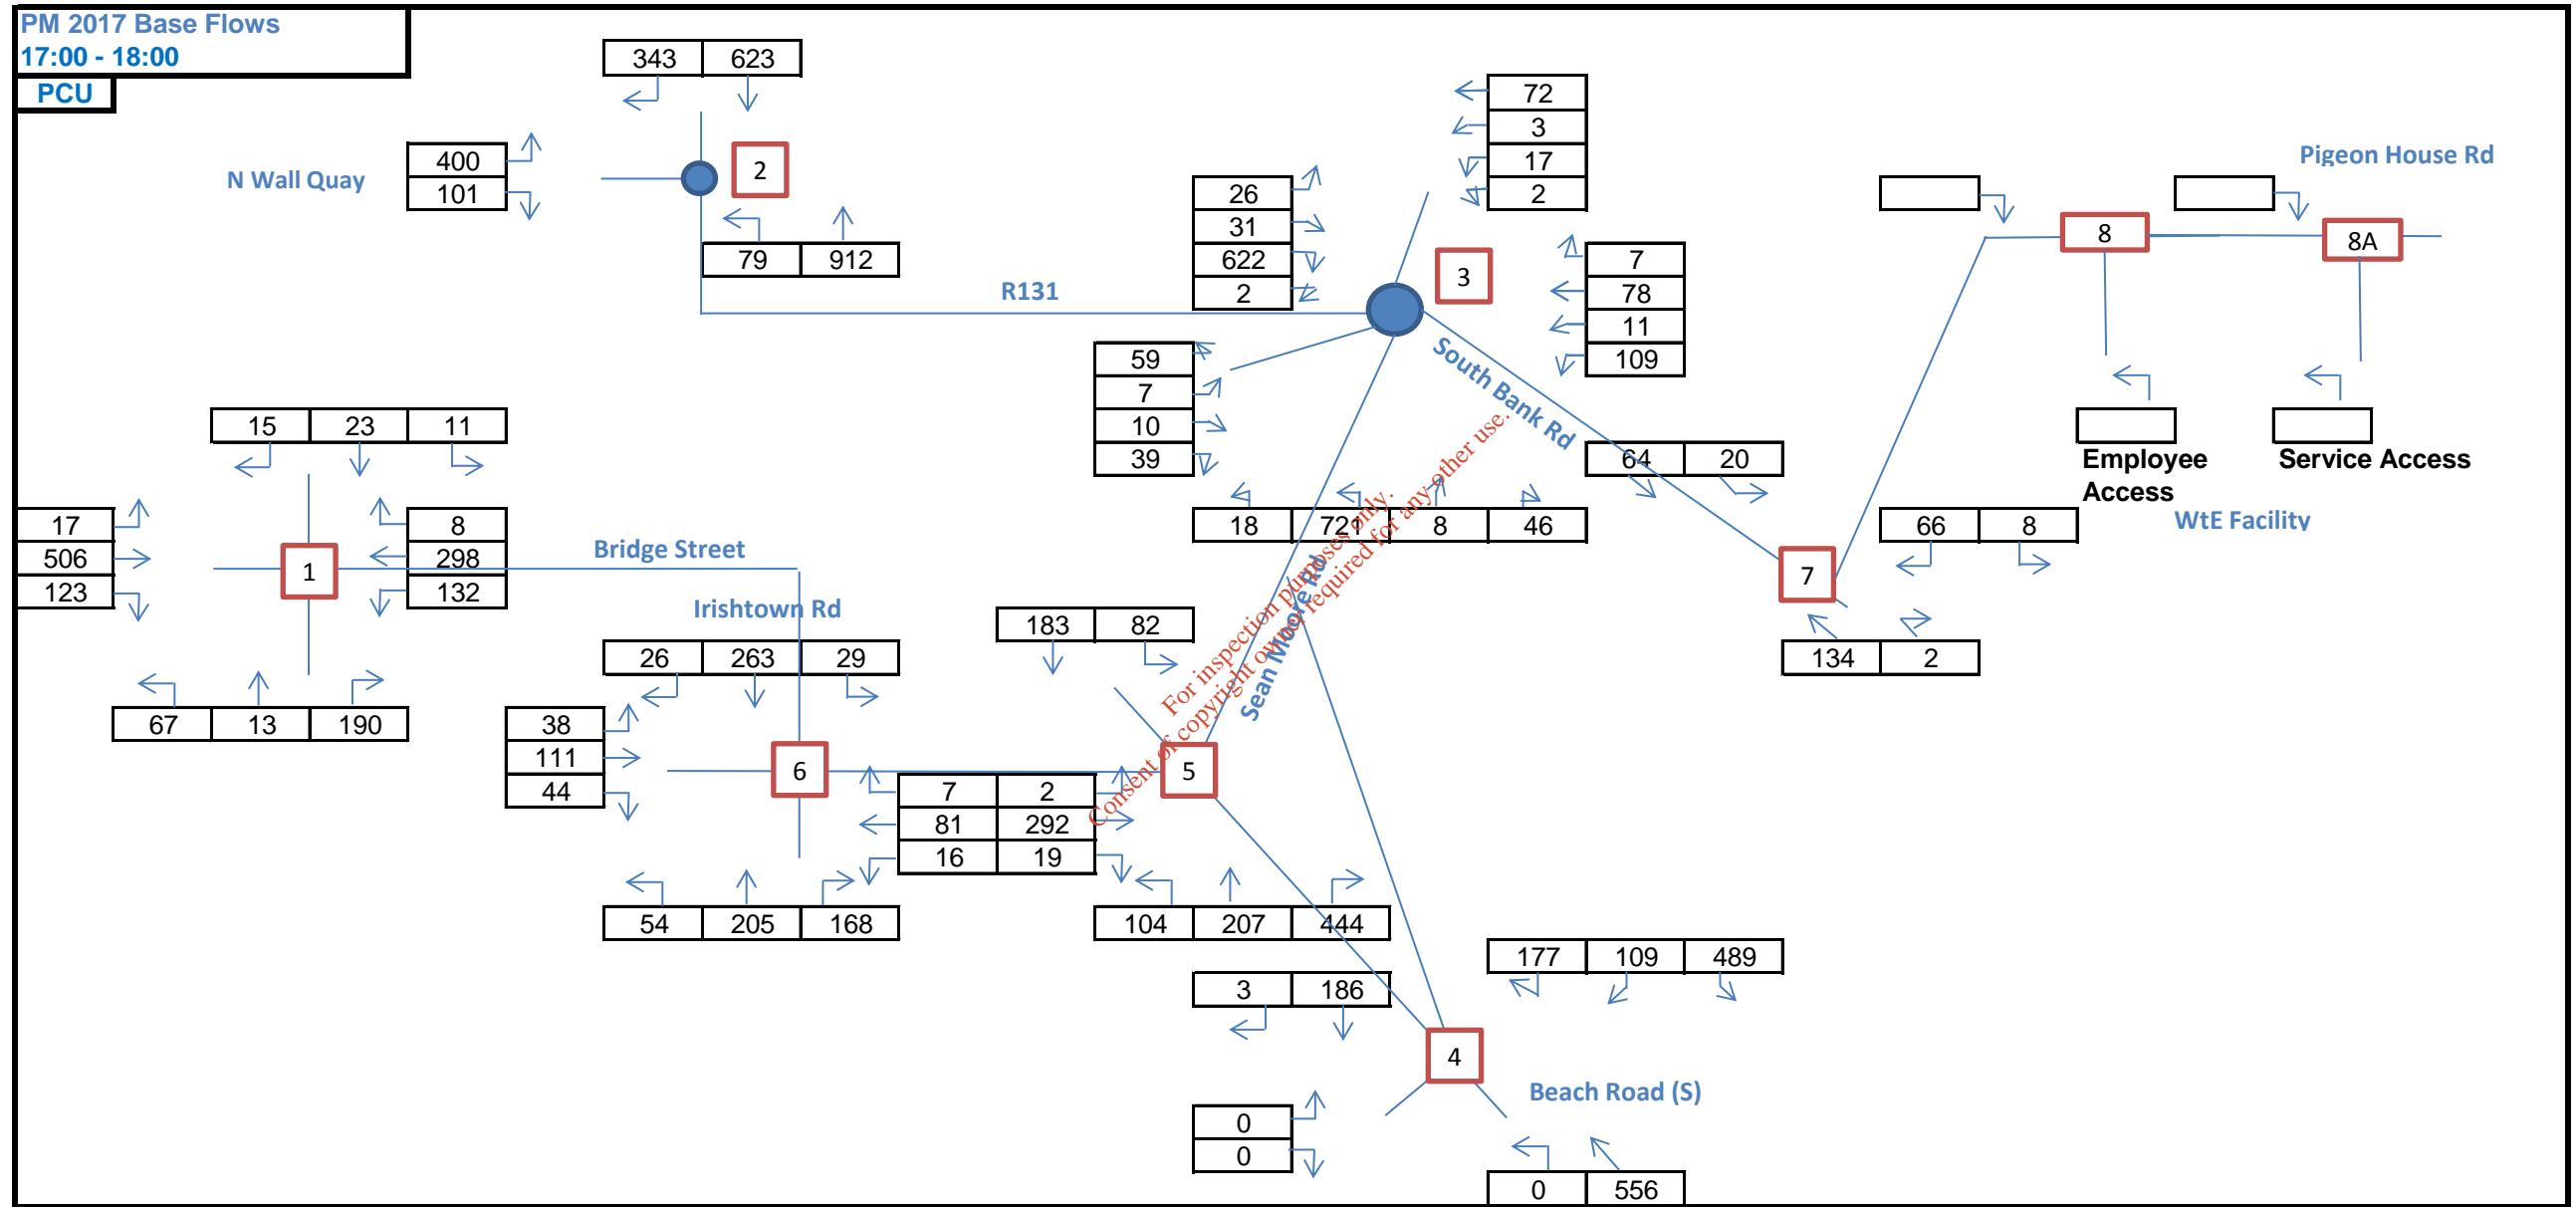 PM 2017 Base Flows
17:00 - 18:00
PCU
343 623
N Wall Quay
400
101
2
79 912
R131
26
31
622
2
72
3
17
2
3
7
78
11
109
59
7
10
39
18 721 8 46
South Bank Rd
64 20
Pigeon House Rd
8
8A
Employee
Access
Service Access
WtE Facility
66 8
7
134 2
15 23 11
17
506
123
1
8
298
132
67 13 190
Bridge Street
Irishtown Rd
26 263 29
38
111
44
6
7 2
81 292
16 19
54 205 168
183 82
5
Sean Moore Rd
For inspection purposes only.
Consent of copyright owner required for any other use.
104 207 444
3 186
177 109 489
4
0
0
Beach Road (S)
0 556